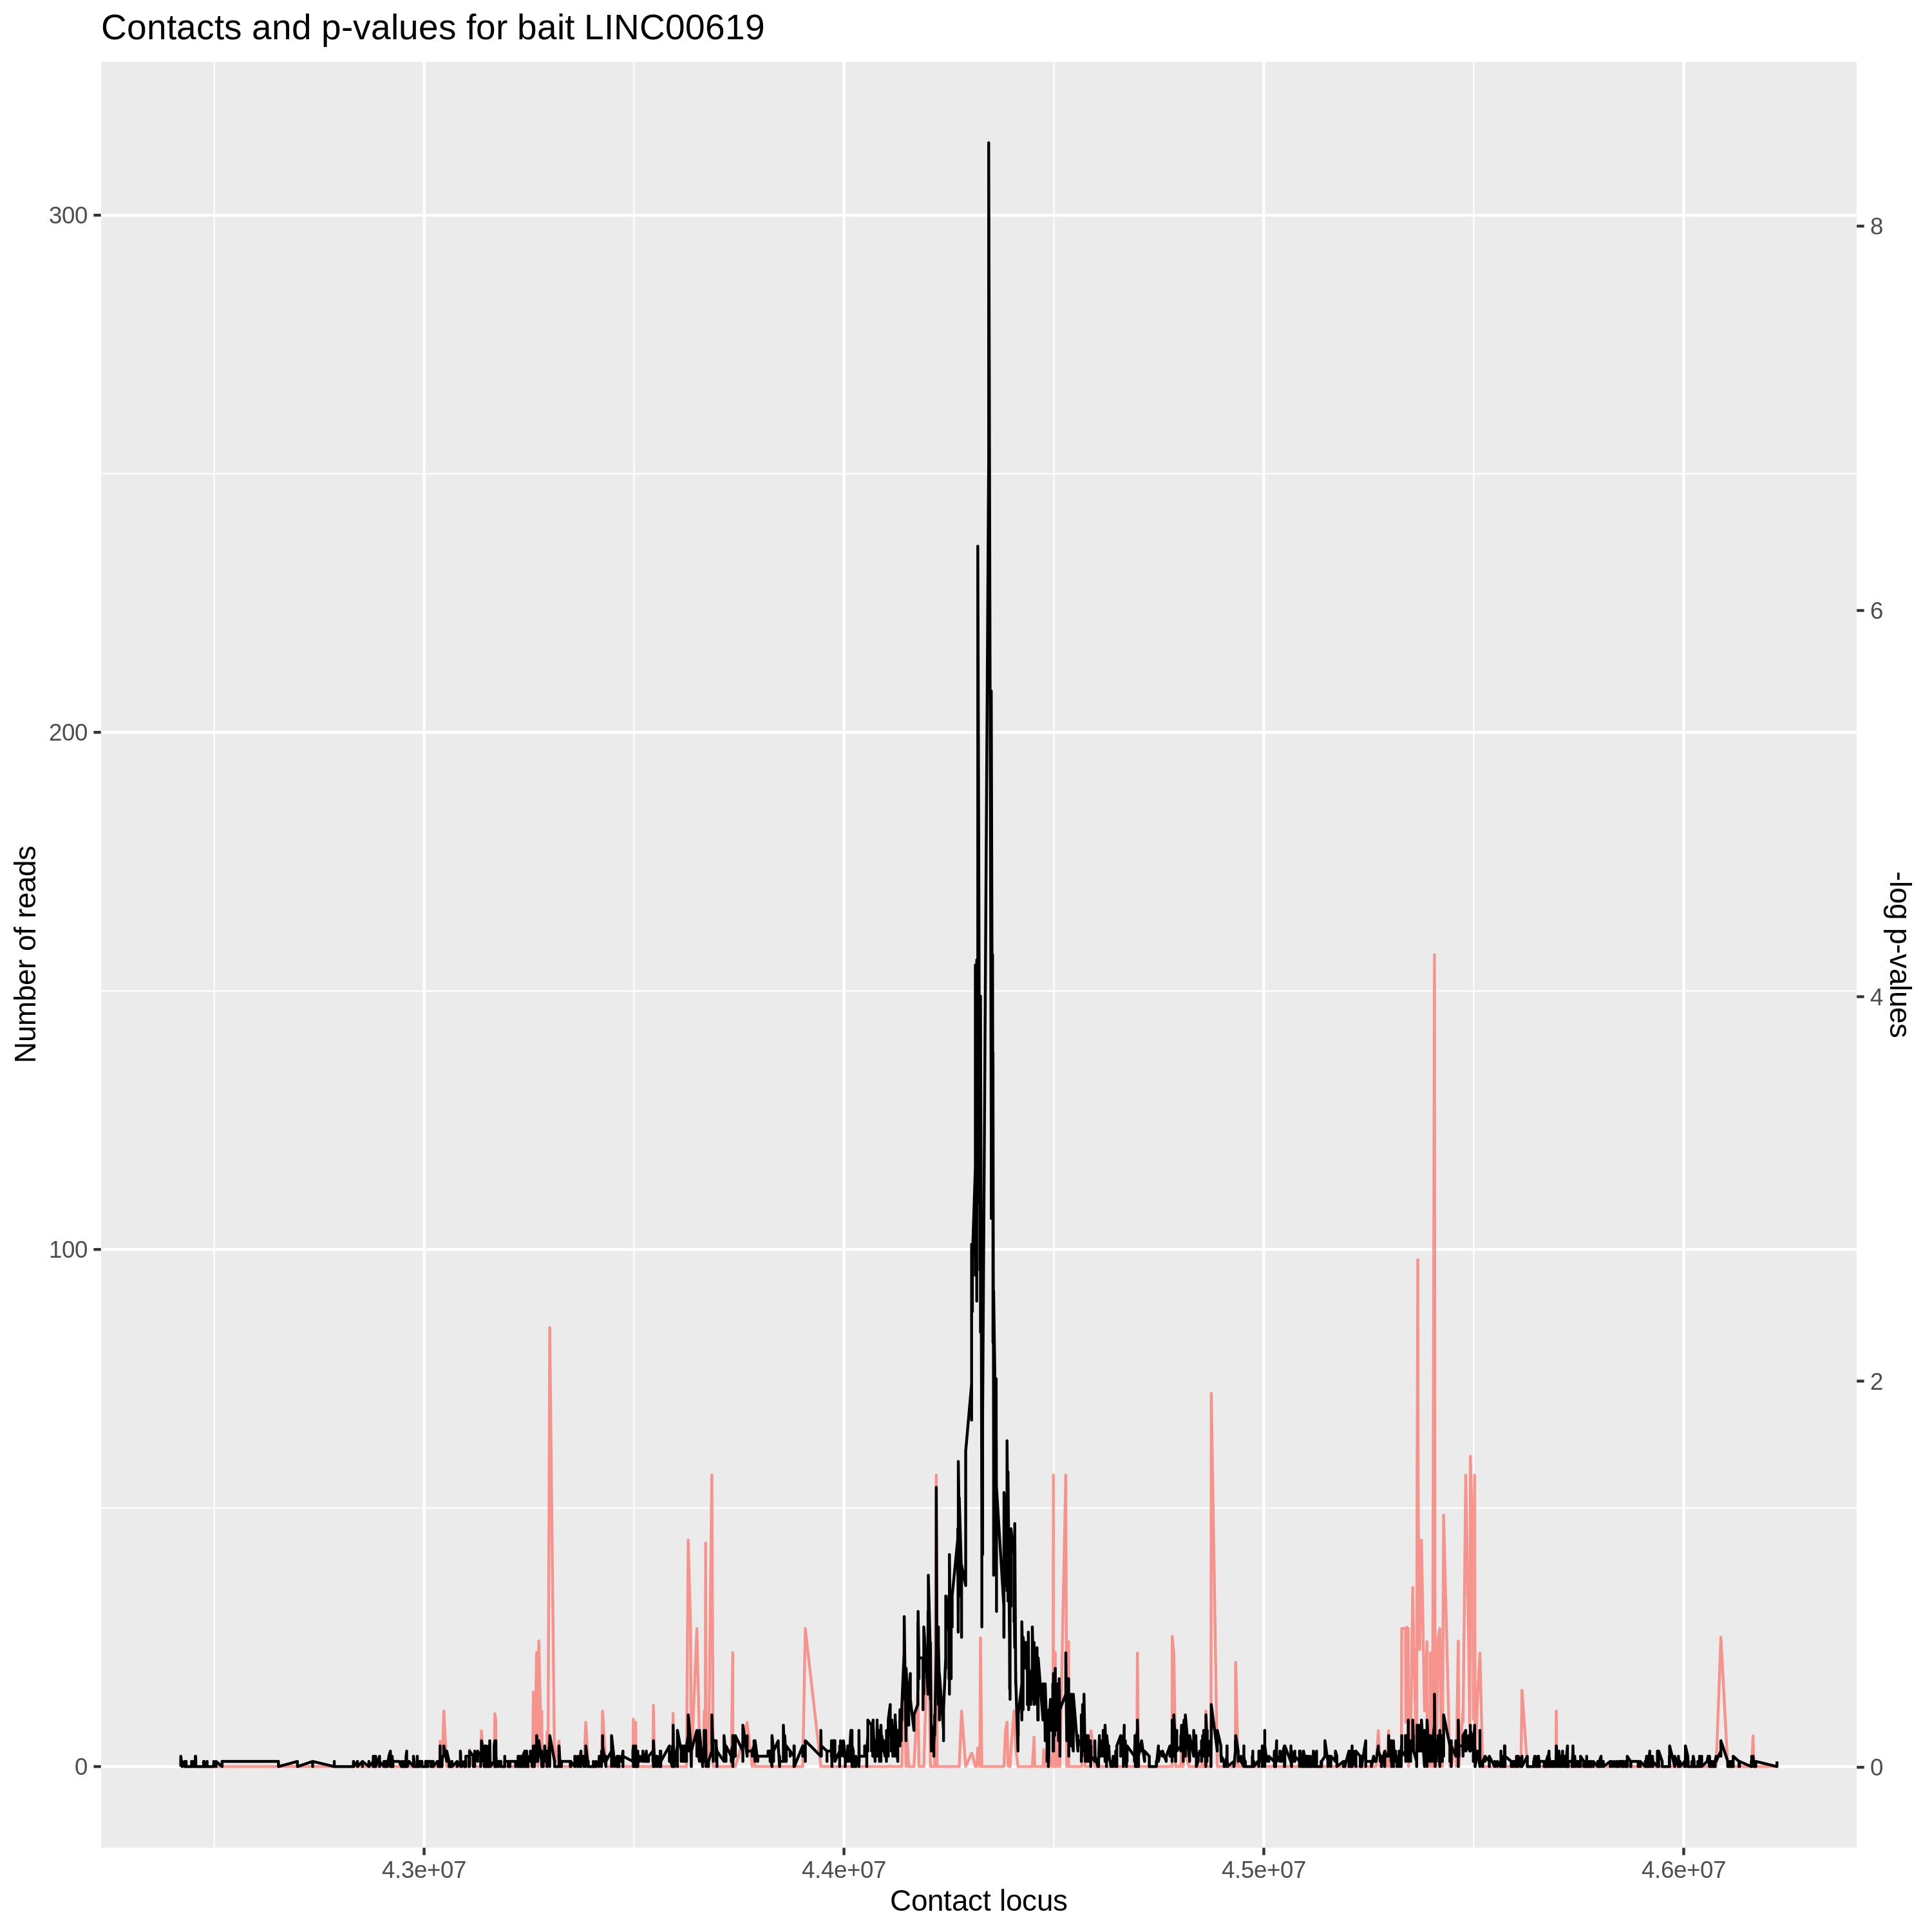 Contacts and p-values for bait LINC00619
300
200
100
0
Number of reads
8
6
4
2
0
-log p-values
4.3e+07
4.4e+07
4.5e+07
4.6e+07
Contact locus